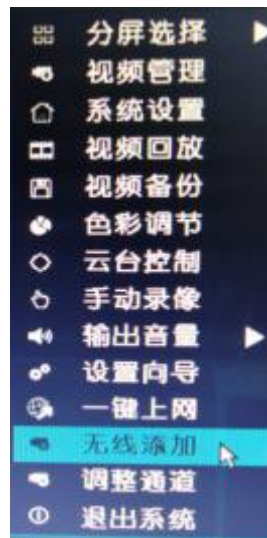 分屏选择
视频管理
系统设置
视频回放
视频备份
色彩调节
云台控制
手动录像
输出音量
设置向导
一键上网
无线添加
调整通道
退出系统